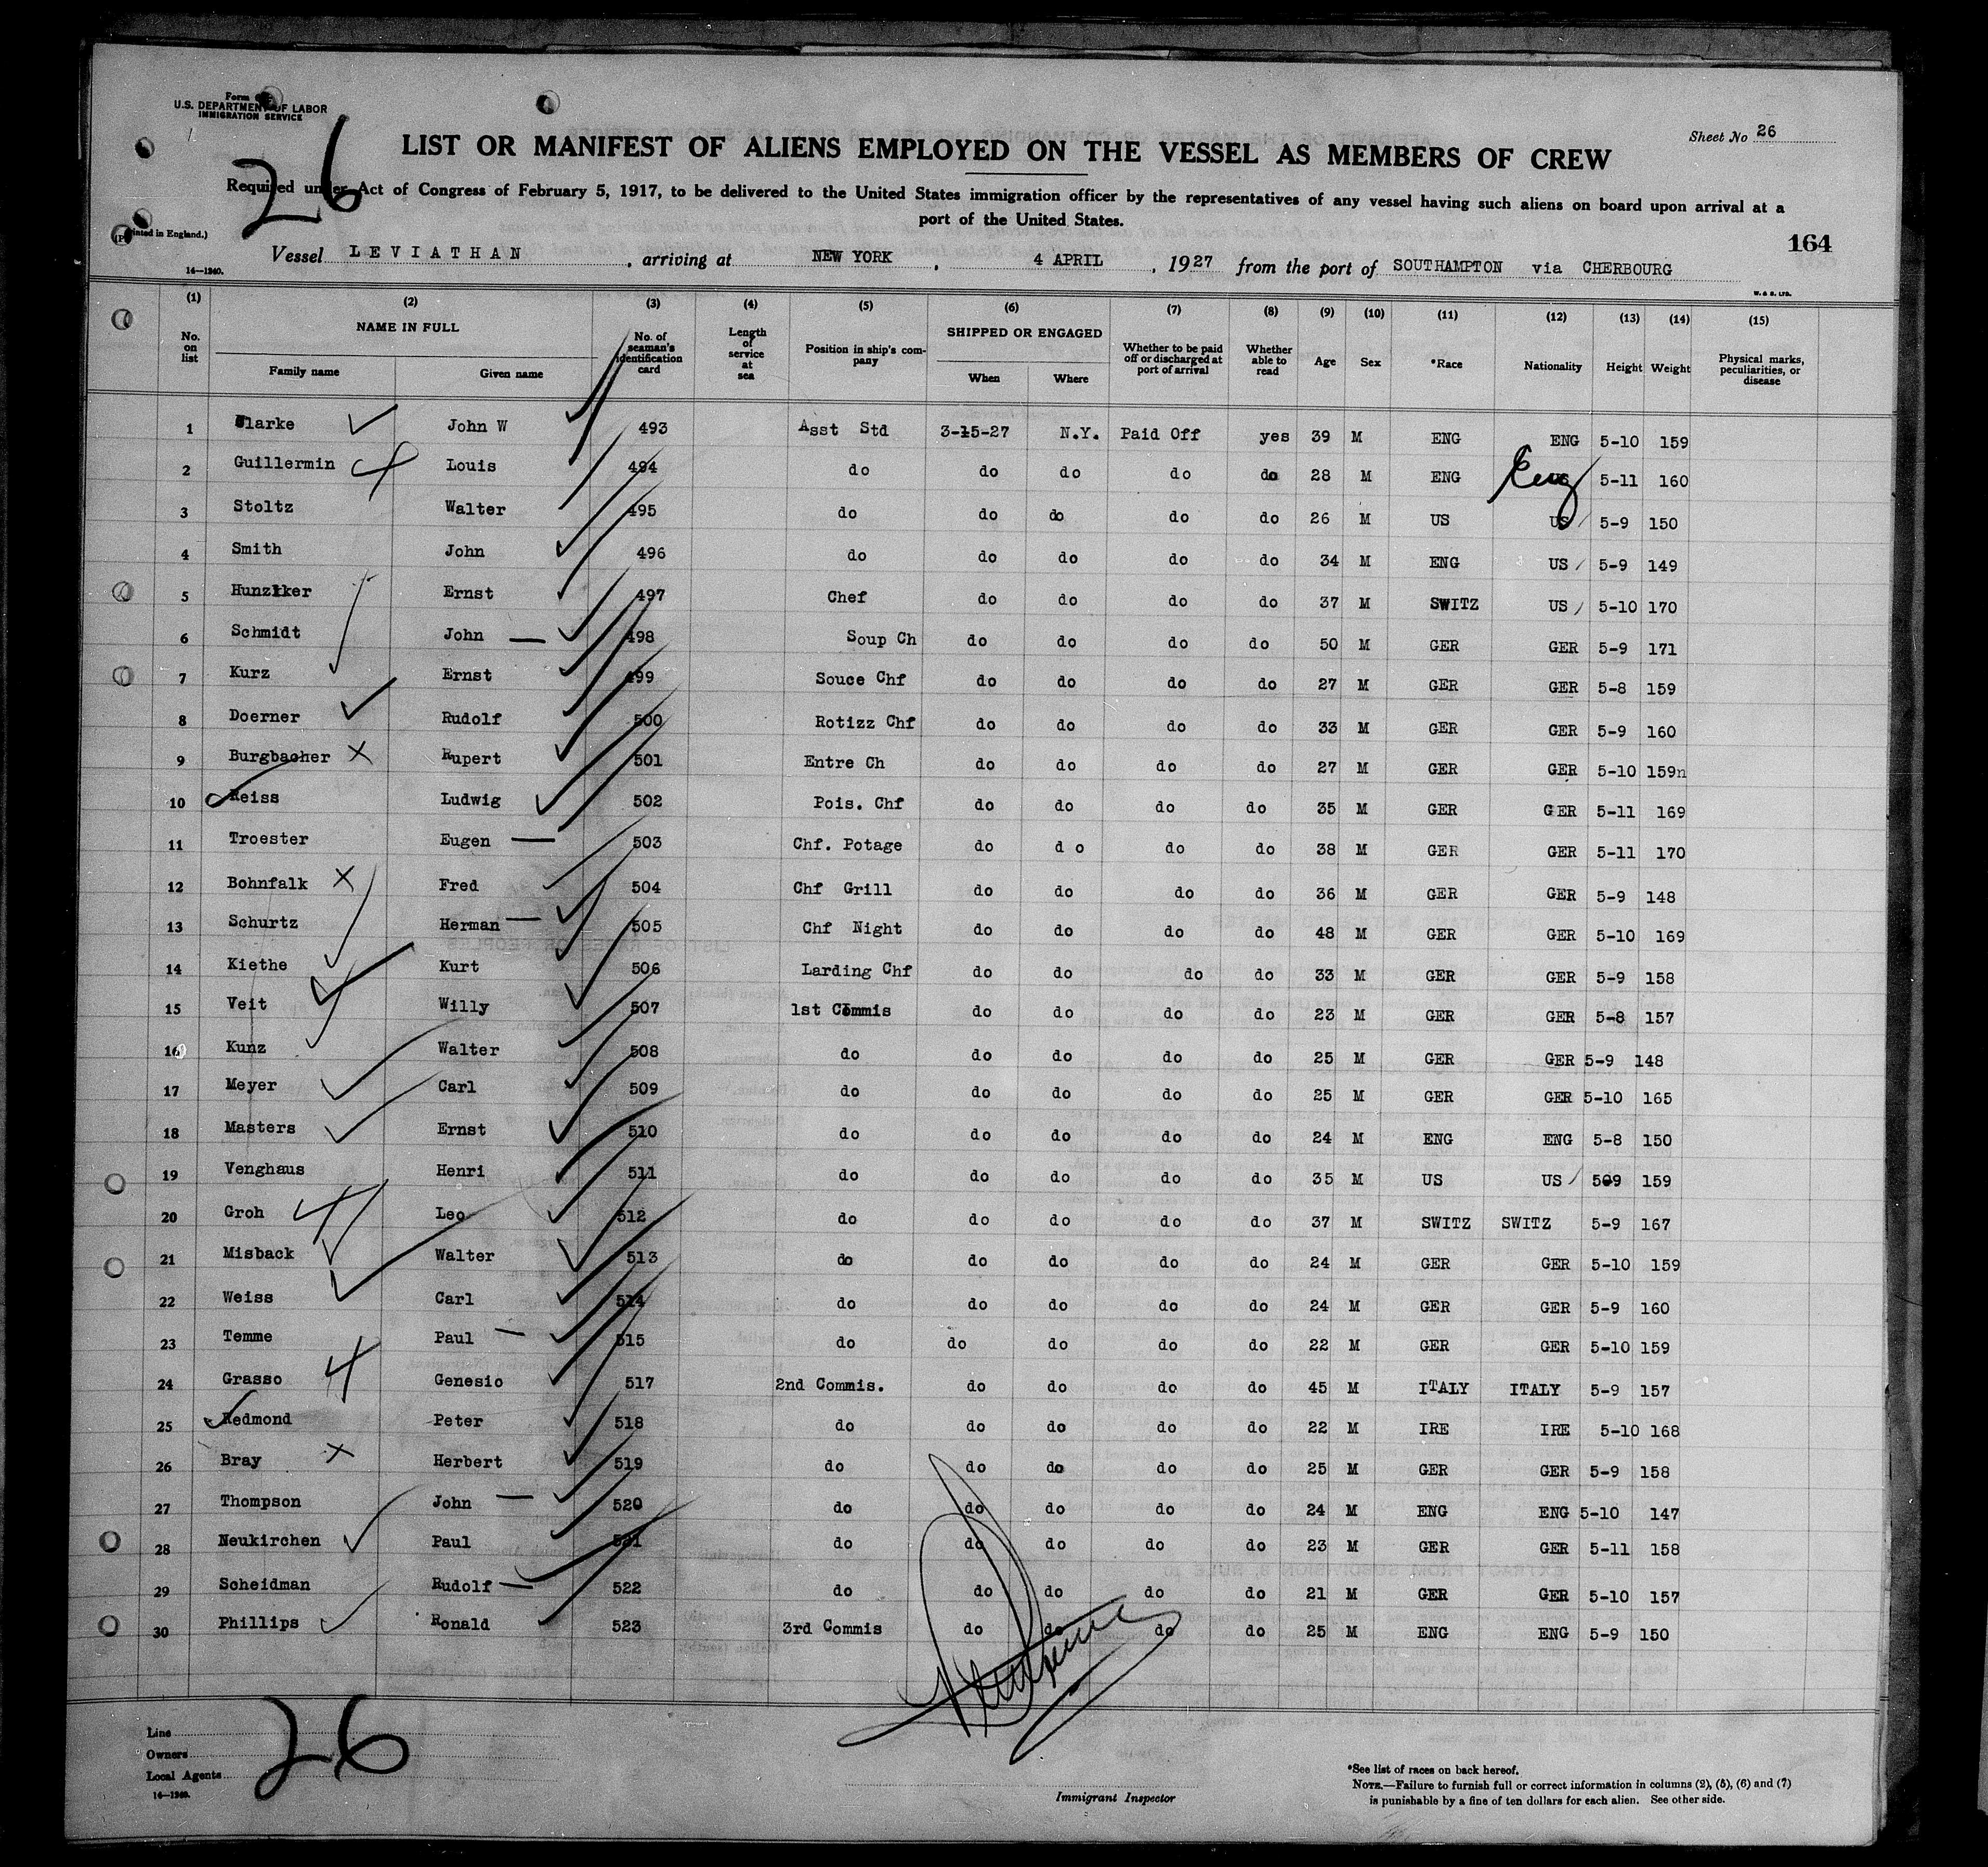 Form
U.S. DEPARTMENT OF LABOR
IMMIGRATION SERVICE
26
Sheet No 26
LIST OR MANIFEST OF ALIENS EMPLOYED ON THE VESSEL AS MEMBERS OF CREW
Required under Act of Congress of February 5, 1917, to be delivered to the United States immigration officer by the representatives of any vessel having such aliens on board upon arrival at a
port of the United States.
(Printed in England.)
164
Vessel LEVIATHAN, arriving at NEW YORK, 4 APRIL, 1927 from the port of SOUTHAMPTON via CHERBOURG
14—1240.
W. & S. LTD.
(1) (2) (3) (4) (5) (6) (7) (8) (9) (10) (11) (12) (13) (14) (15)
No. on list NAME IN FULL Family name Given name No. of seaman's identification card Length of service at sea Position in ship's company SHIPPED OR ENGAGED When Where Whether to be paid off or discharged at port of arrival Whether able to read Age Sex *Race Nationality Height Weight Physical marks, peculiarities, or disease
1 Clarke John W 493 Asst Std 3-15-27 N.Y. Paid Off yes 39 M ENG ENG 5-10 159
2 Guillermin Louis 494 do do do do do 28 M ENG Eng 5-11 160
3 Stoltz Walter 495 do do do do do 26 M US US 5-9 150
4 Smith John 496 do do do do do 34 M ENG US 5-9 149
5 Hunziker Ernst 497 Chef do do do do 37 M SWITZ US 5-10 170
6 Schmidt John 498 Soup Ch do do do do 50 M GER GER 5-9 171
7 Kurz Ernst 499 Souce Chf do do do do 27 M GER GER 5-8 159
8 Doerner Rudolf 500 Rotizz Chf do do do do 33 M GER GER 5-9 160
9 Burgbacher Rupert 501 Entre Ch do do do do 27 M GER GER 5-10 159n
10 Reiss Ludwig 502 Pois. Chf do do do do 35 M GER GER 5-11 169
11 Troester Eugen 503 Chf. Potage do do do do 38 M GER GER 5-11 170
12 Bohnfalk Fred 504 Chf Grill do do do do 36 M GER GER 5-9 148
13 Schurtz Herman 505 Chf Night do do do do 48 M GER GER 5-10 169
14 Kiethe Kurt 506 Larding Chf do do do do 33 M GER GER 5-9 158
15 Veit Willy 507 1st Commis do do do do 23 M GER GER 5-8 157
16 Kunz Walter 508 do do do do do 25 M GER GER 5-9 148
17 Meyer Carl 509 do do do do do 25 M GER GER 5-10 165
18 Masters Ernst 510 do do do do do 24 M ENG ENG 5-8 150
19 Venghaus Henri 511 do do do do do 35 M US US 509 159
20 Groh Leo 512 do do do do do 37 M SWITZ SWITZ 5-9 167
21 Misback Walter 513 do do do do do 24 M GER GER 5-10 159
22 Weiss Carl 514 do do do do do 24 M GER GER 5-9 160
23 Temme Paul 515 do do do do do 22 M GER GER 5-10 159
24 Grasso Genesio 517 2nd Commis. do do do do 45 M ITALY ITALY 5-9 157
25 Redmond Peter 518 do do do do do 22 M IRE IRE 5-10 168
26 Bray Herbert 519 do do do do do 25 M GER GER 5-9 158
27 Thompson John 520 do do do do do 24 M ENG ENG 5-10 147
28 Neukirchen Paul 521 do do do do do 23 M GER GER 5-11 158
29 Scheidman Rudolf 522 do do do do do 21 M GER GER 5-10 157
30 Phillips Ronald 523 3rd Commis do do do do 25 M ENG ENG 5-9 150
Line
Owners
Local Agents
14—1240.
26
Immigrant Inspector
*See list of races on back hereof.
NOTE.—Failure to furnish full or correct information in columns (2), (5), (6) and (7)
is punishable by a fine of ten dollars for each alien. See other side.